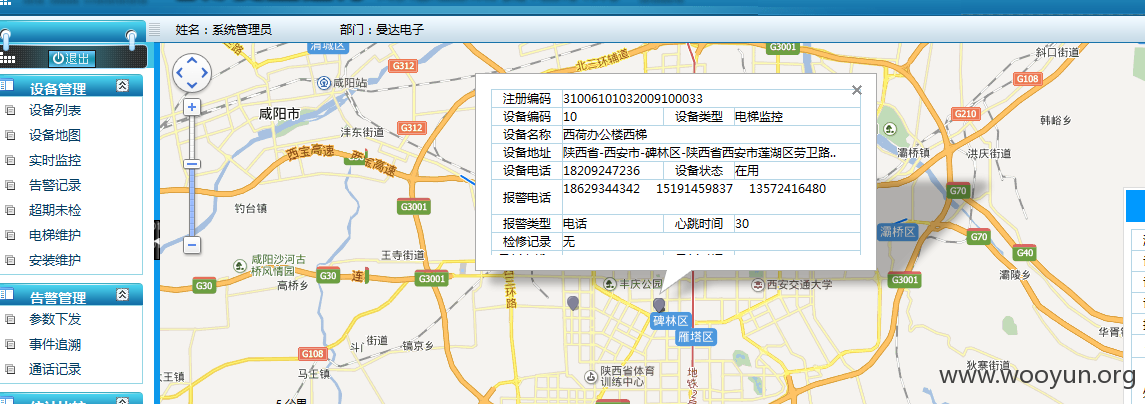 姓名：系统管理员 部门：曼达电子
退出
设备管理
设备列表
设备地图
实时监控
告警记录
超期未检
电梯维护
安装维护
告警管理
参数下发
事件追溯
通话记录
注册编码 31006101032009100033
设备编码 10 设备类型 电梯监控
设备名称 西荷办公楼西梯
设备地址 陕西省-西安市-碑林区-陕西省西安市莲湖区劳卫路..
设备电话 18209247236 设备状态 在用
报警电话 18629344342 15191459837 13572416480
报警类型 电话 心跳时间 30
检修记录 无
渭城区
G3001
北三环辅道
斜口街道
G312
咸阳站
G108
咸阳市
G210
韩峪乡
沣东街道
G312
灞桥镇
洪庆街道
西宝高速
西宝高速
钓台镇
G3001
G70
灞桥区
G70
G40
王寺街道
咸阳沙河古
桥风情园
高桥乡
G30
G30
连
G3001
G3001
灞陵乡
丰庆公园
西安交通大学
三环路
碑林区
雁塔区
街道
斗门
镐京乡
G108
马王镇
大王镇
陕西省体育
训练中心
地铁2
狄寨街道
华胥
5 公里
www.wooyun.org